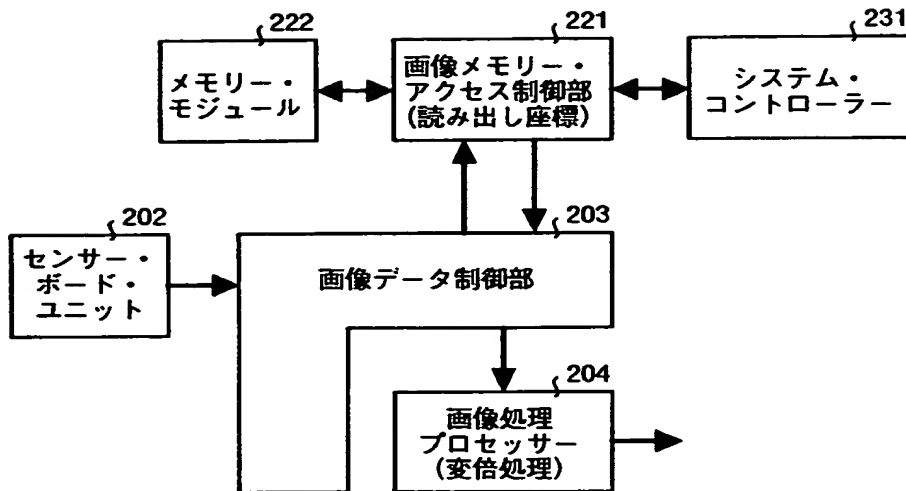 222
メモリー・
モジュール
221
画像メモリー・
アクセス制御部
(読み出し座標)
231
システム・
コントローラー
202
センサー・
ボード・
ユニット
203
画像データ制御部
204
画像処理
プロセッサー
(変倍処理)